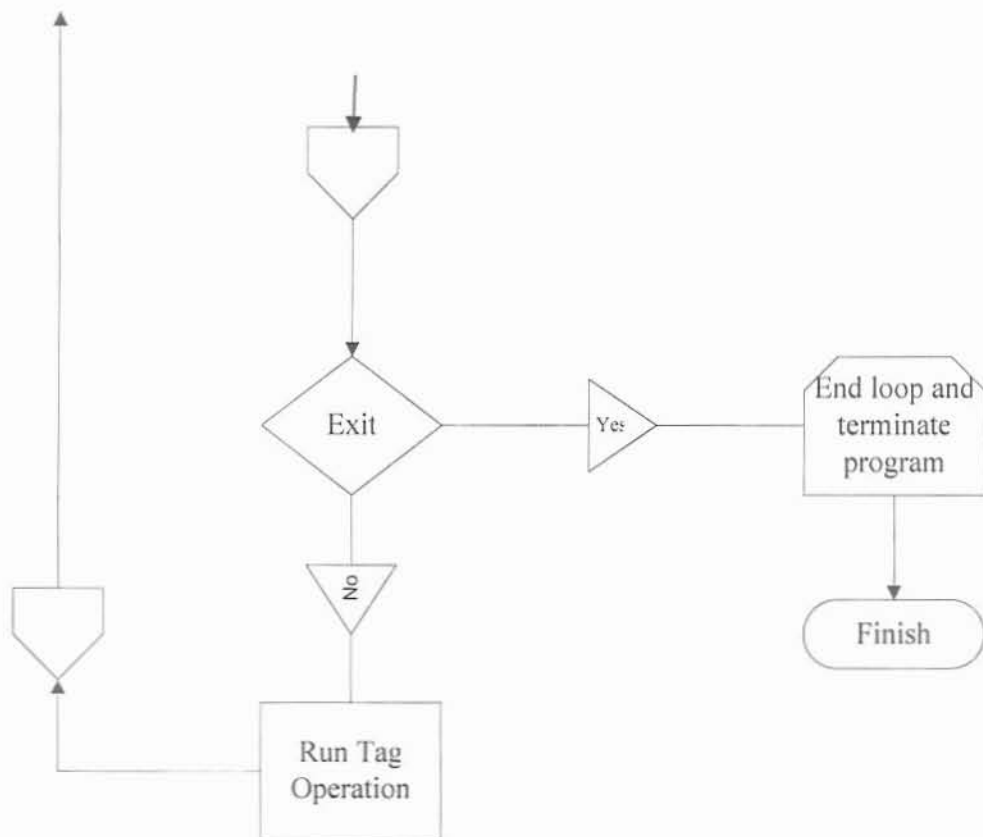 Exit
Yes
End loop and
terminate
program
No
Finish
Run Tag
Operation